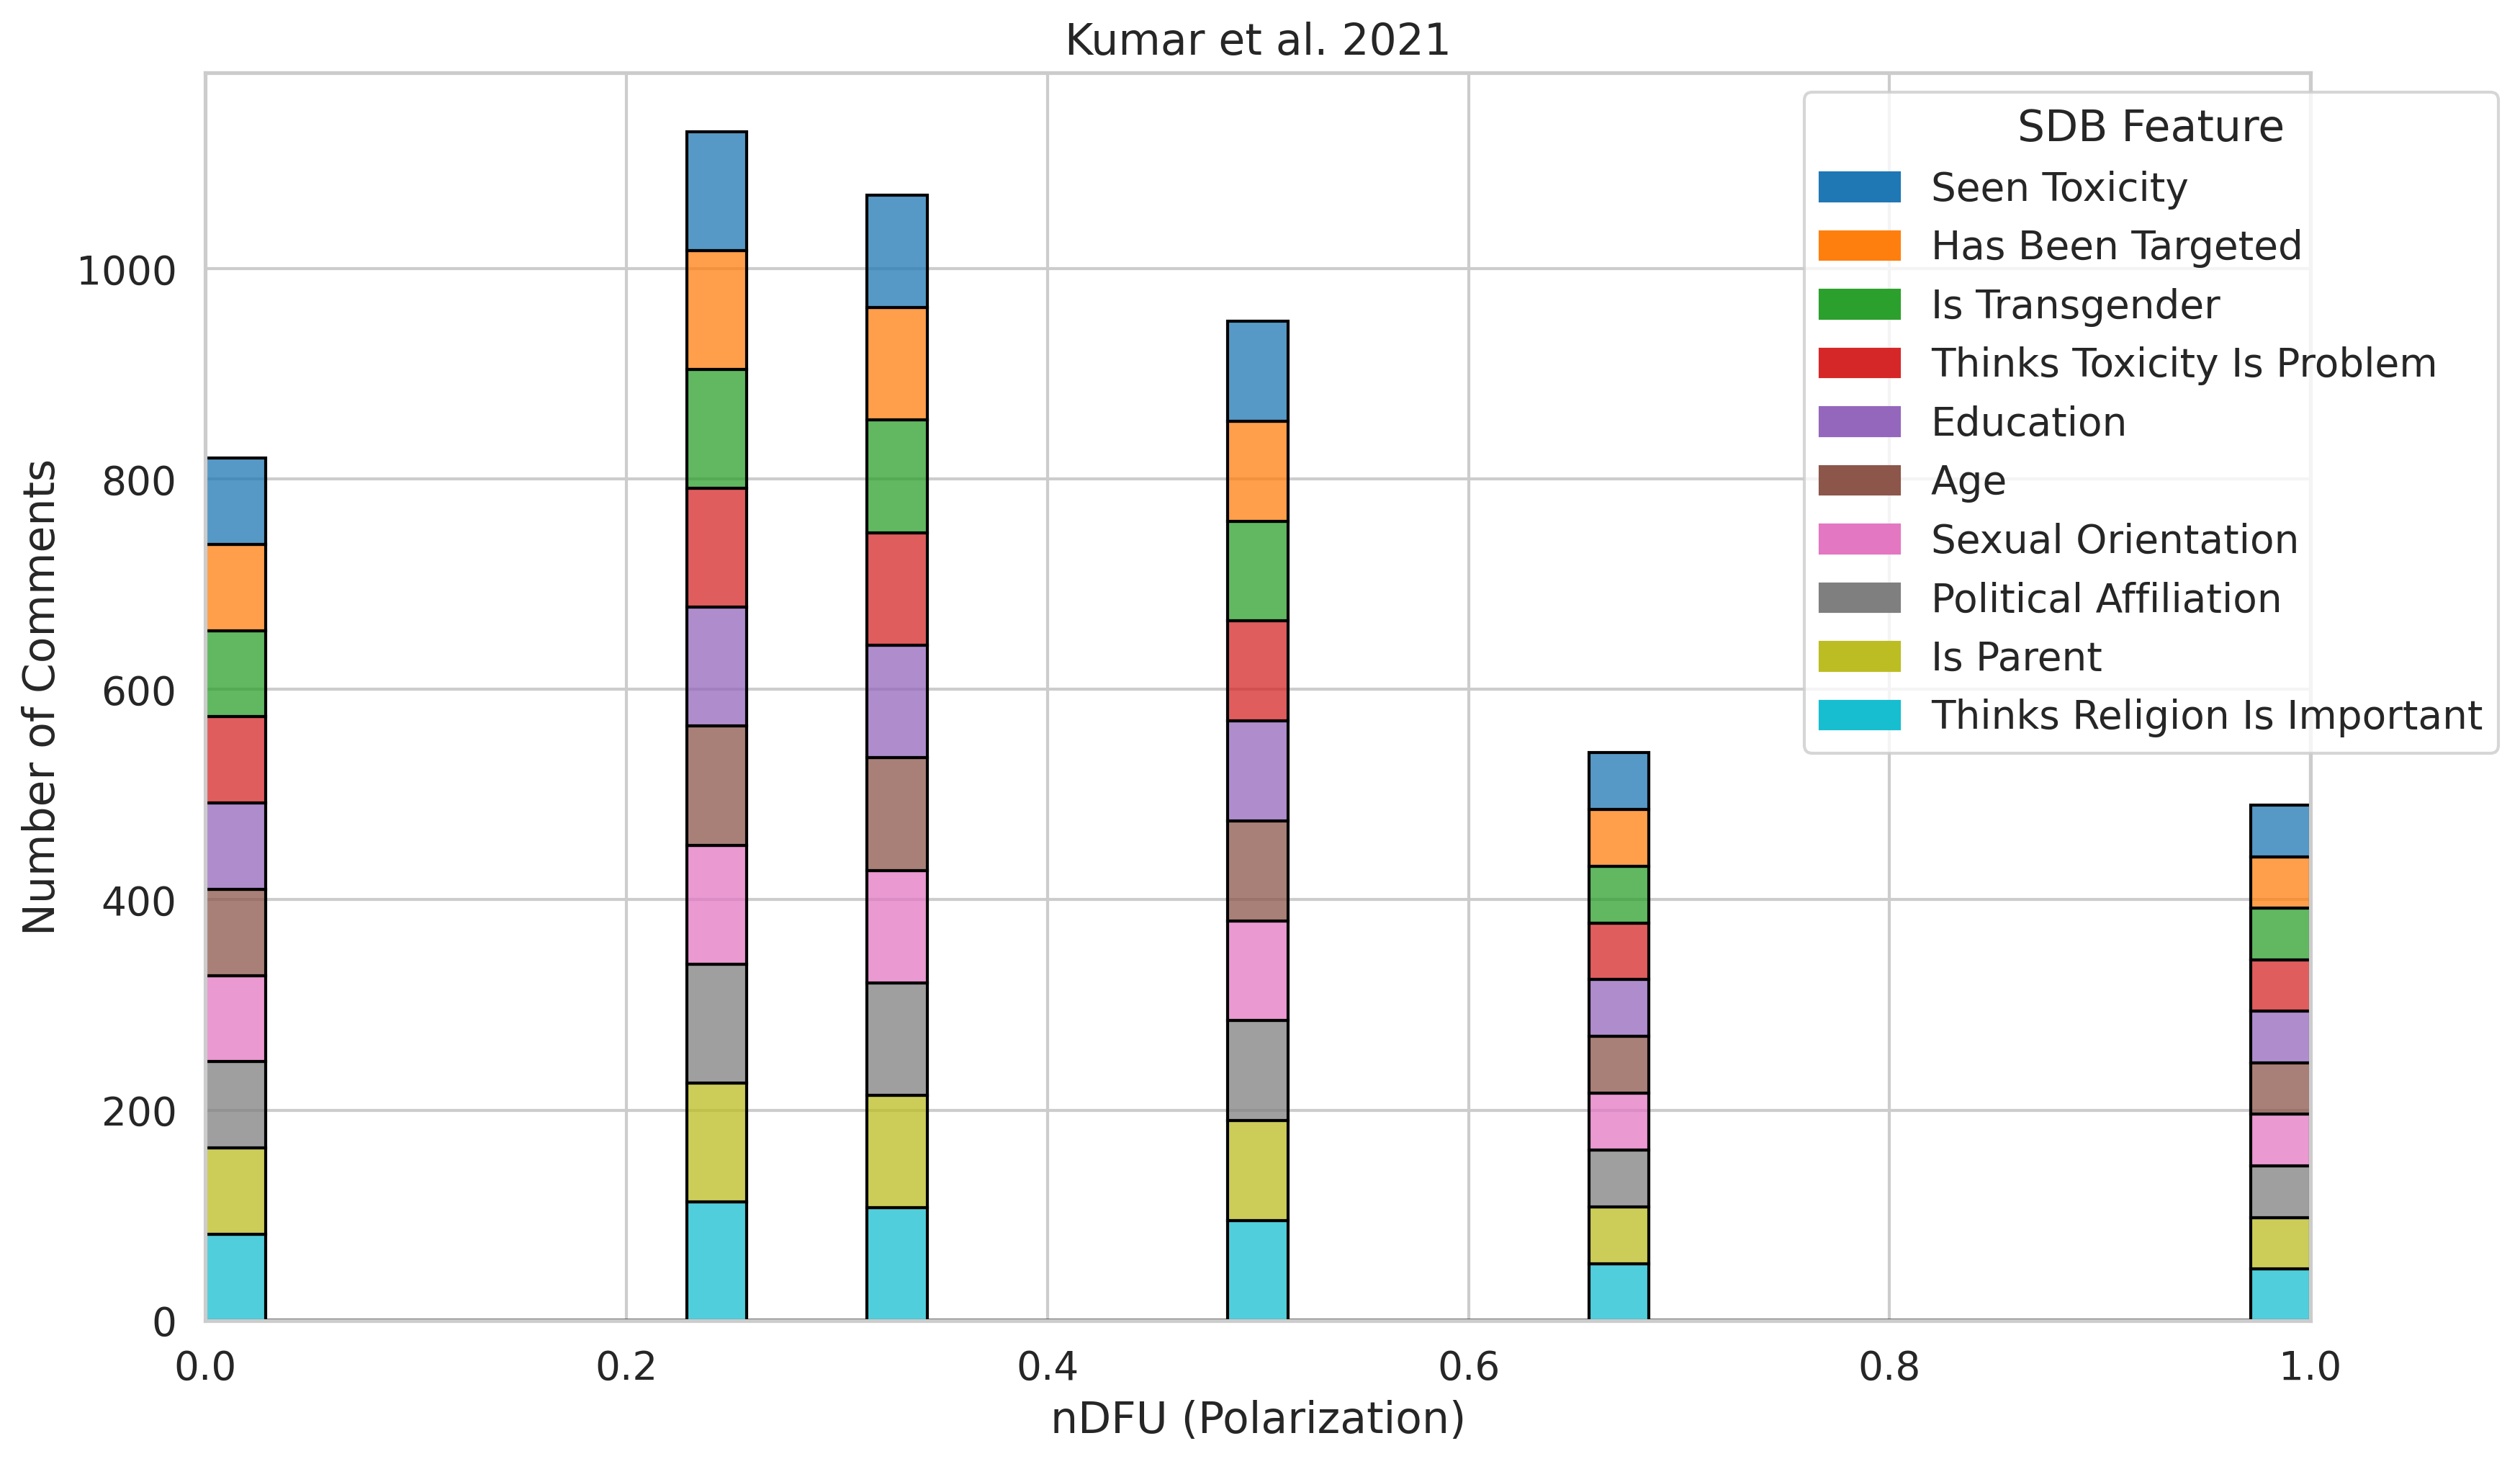 Kumar et al. 2021
SDB Feature
Seen Toxicity
Has Been Targeted
Is Transgender
Thinks Toxicity Is Problem
Education
Age
Sexual Orientation
Political Affiliation
Is Parent
Thinks Religion Is Important
Number of Comments
1000
800
600
400
200
0
0.0 0.2 0.4 0.6 0.8 1.0
nDFU (Polarization)